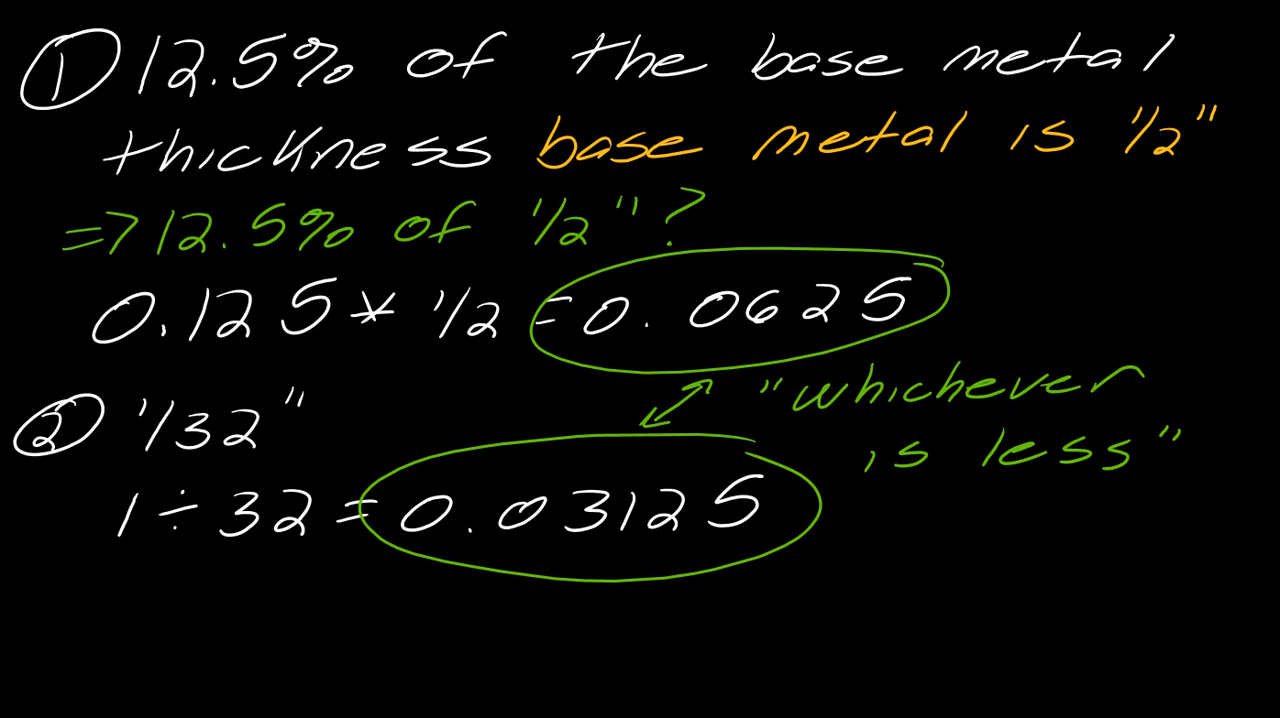 ① 12.5% of the base metal
thickness base metal is 1/2"
=> 12.5% of 1/2"?
0.125 * 1/2 = 0.0625
"whichever
② 1/32"
is less"
1 ÷ 32 = 0.03125